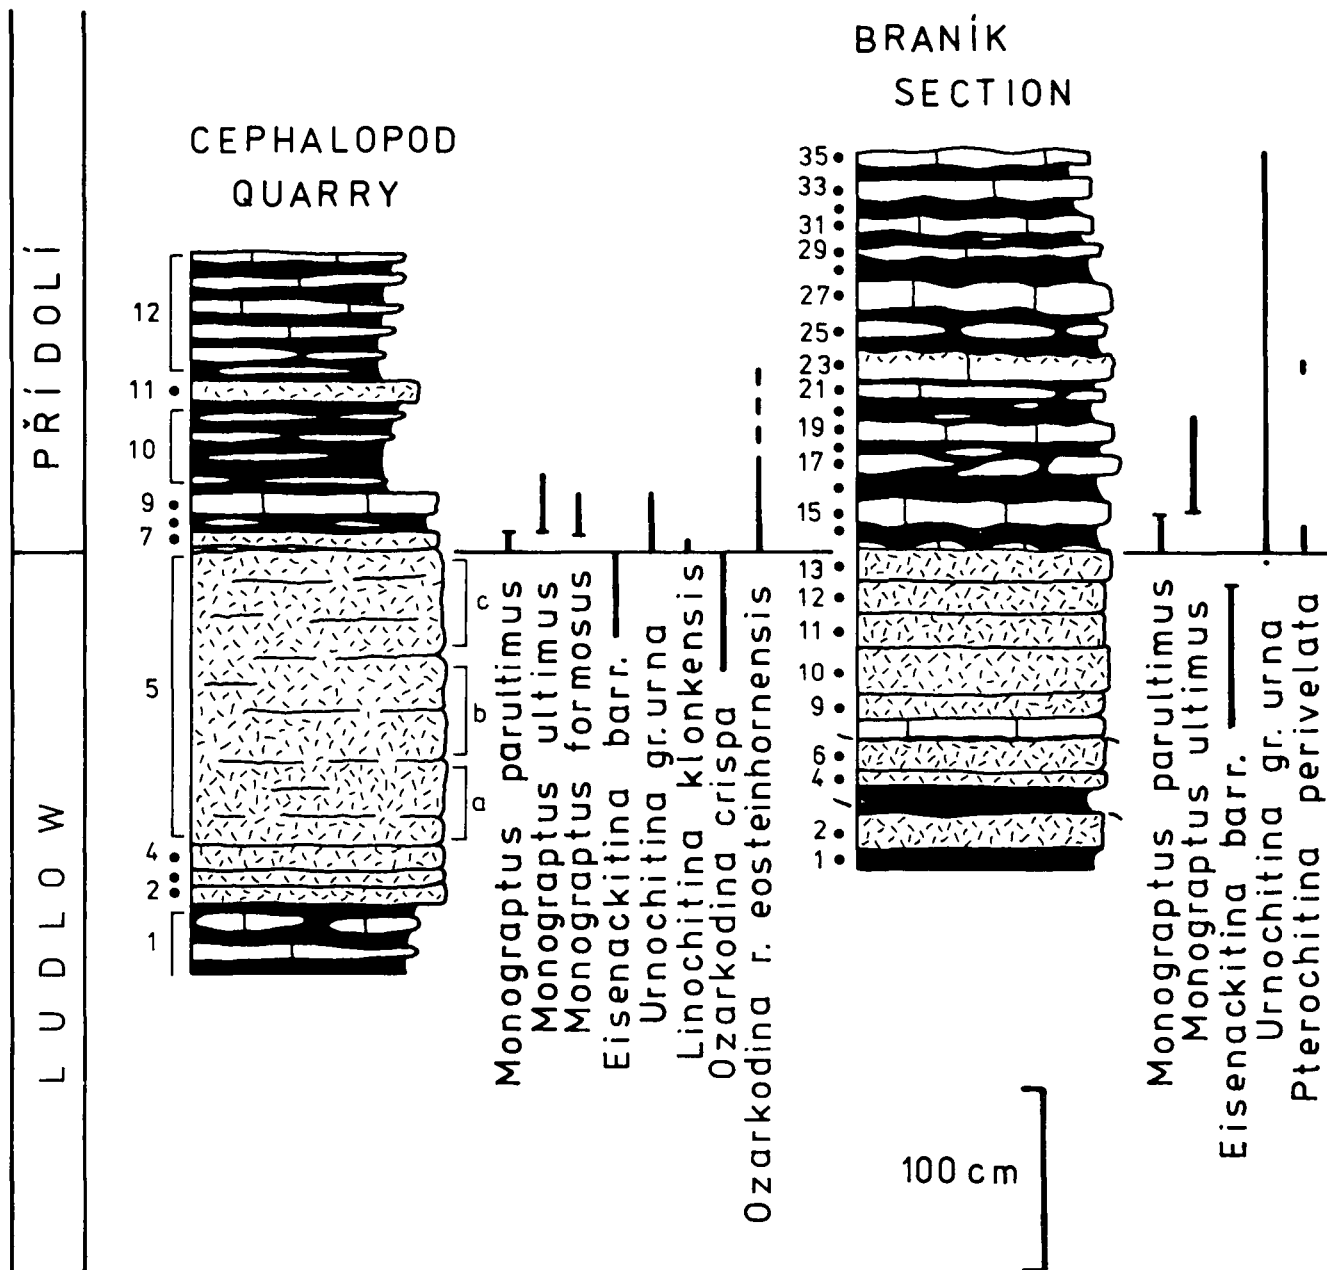 BRANÍK
SECTION
CEPHALOPOD
QUARRY
PŘÍDOLÍ
LUDLOW
12
11
10
9
7
5
4
2
1
c
b
a
Monograptus parultimus
Monograptus ultimus
Monograptus formosus
Eisenackitina barr.
Urnochitina gr. urna
Linochitina klonkensis
Ozarkodina crispa
Ozarkodina r. eosteinhornensis
35
33
31
29
27
25
23
21
19
17
15
13
12
11
10
9
6
4
2
1
Monograptus parultimus
Monograptus ultimus
Eisenackitina barr.
Urnochitina gr. urna
Pterochitina perivelata
100 cm